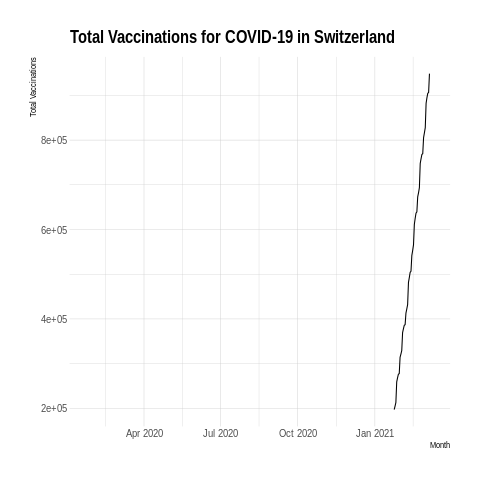 Total Vaccinations for COVID-19 in Switzerland
Total Vaccinations
8e+05
6e+05
4e+05
2e+05
Apr 2020 Jul 2020 Oct 2020 Jan 2021
Month